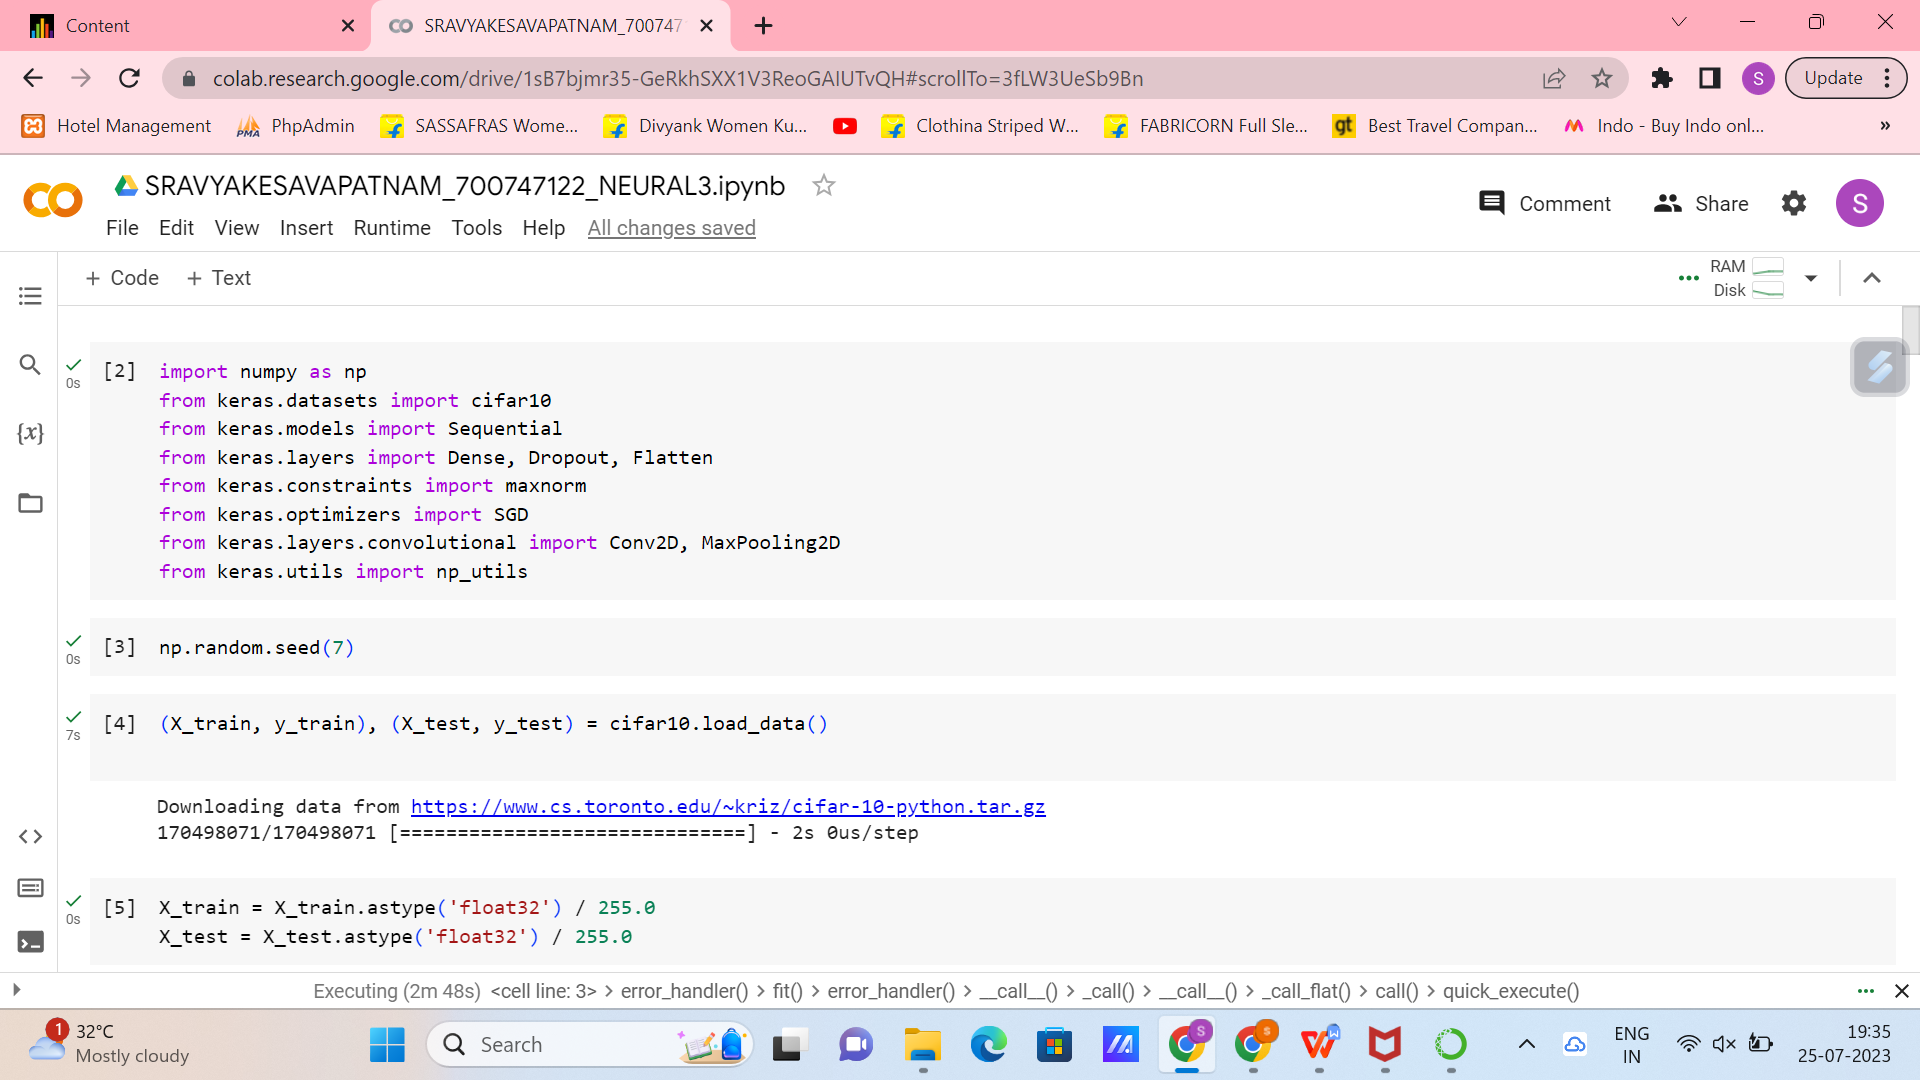 Content
SRAVYAKESAVAPATNAM_700747
colab.research.google.com/drive/1sB7bjmr35-GeRkhSXX1V3ReoGAIUTvQH#scrollTo=3fLW3UeSb9Bn
S
Update
Hotel Management
PMA
PhpAdmin
SASSAFRAS Wome...
Divyank Women Ku...
Clothina Striped W...
FABRICORN Full Sle...
gt
Best Travel Compan...
Indo - Buy Indo onl...
»
SRAVYAKESAVAPATNAM_700747122_NEURAL3.ipynb
File Edit View Insert Runtime Tools Help All changes saved
Comment
Share
S
+ Code + Text
RAM
Disk
{x}
0s
[2] import numpy as np
from keras.datasets import cifar10
from keras.models import Sequential
from keras.layers import Dense, Dropout, Flatten
from keras.constraints import maxnorm
from keras.optimizers import SGD
from keras.layers.convolutional import Conv2D, MaxPooling2D
from keras.utils import np_utils
0s
[3] np.random.seed(7)
7s
[4] (X_train, y_train), (X_test, y_test) = cifar10.load_data()
Downloading data from https://www.cs.toronto.edu/~kriz/cifar-10-python.tar.gz
170498071/170498071 [==============================] - 2s 0us/step
0s
[5] X_train = X_train.astype('float32') / 255.0
X_test = X_test.astype('float32') / 255.0
Executing (2m 48s) <cell line: 3> > error_handler() > fit() > error_handler() > __call__() > _call() > __call__() > _call_flat() > call() > quick_execute()
1
32°C
Mostly cloudy
Search
S
S
W
ENG
IN
19:35
25-07-2023